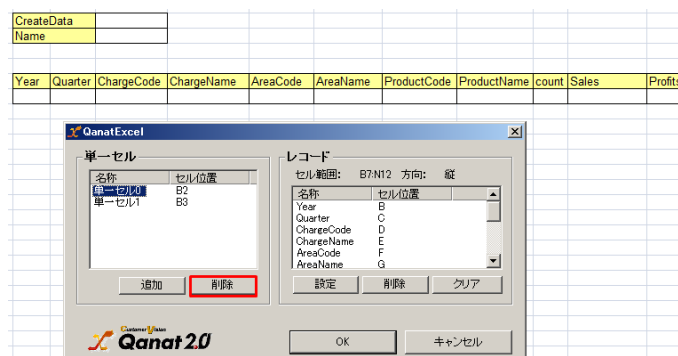 CreateData
Name
Year Quarter ChargeCode ChargeName AreaCode AreaName ProductCode ProductName count Sales Profits
QanatExcel
単一セル
名称 セル位置
単一セル0 B2
単一セル1 B3
追加 削除
レコード
セル範囲: B7:N12 方向: 縦
名称 セル位置
Year B
Quarter C
ChargeCode D
ChargeName E
AreaCode F
AreaName G
設定 削除 クリア
Customer Vision
Qanat 2.0
OK キャンセル